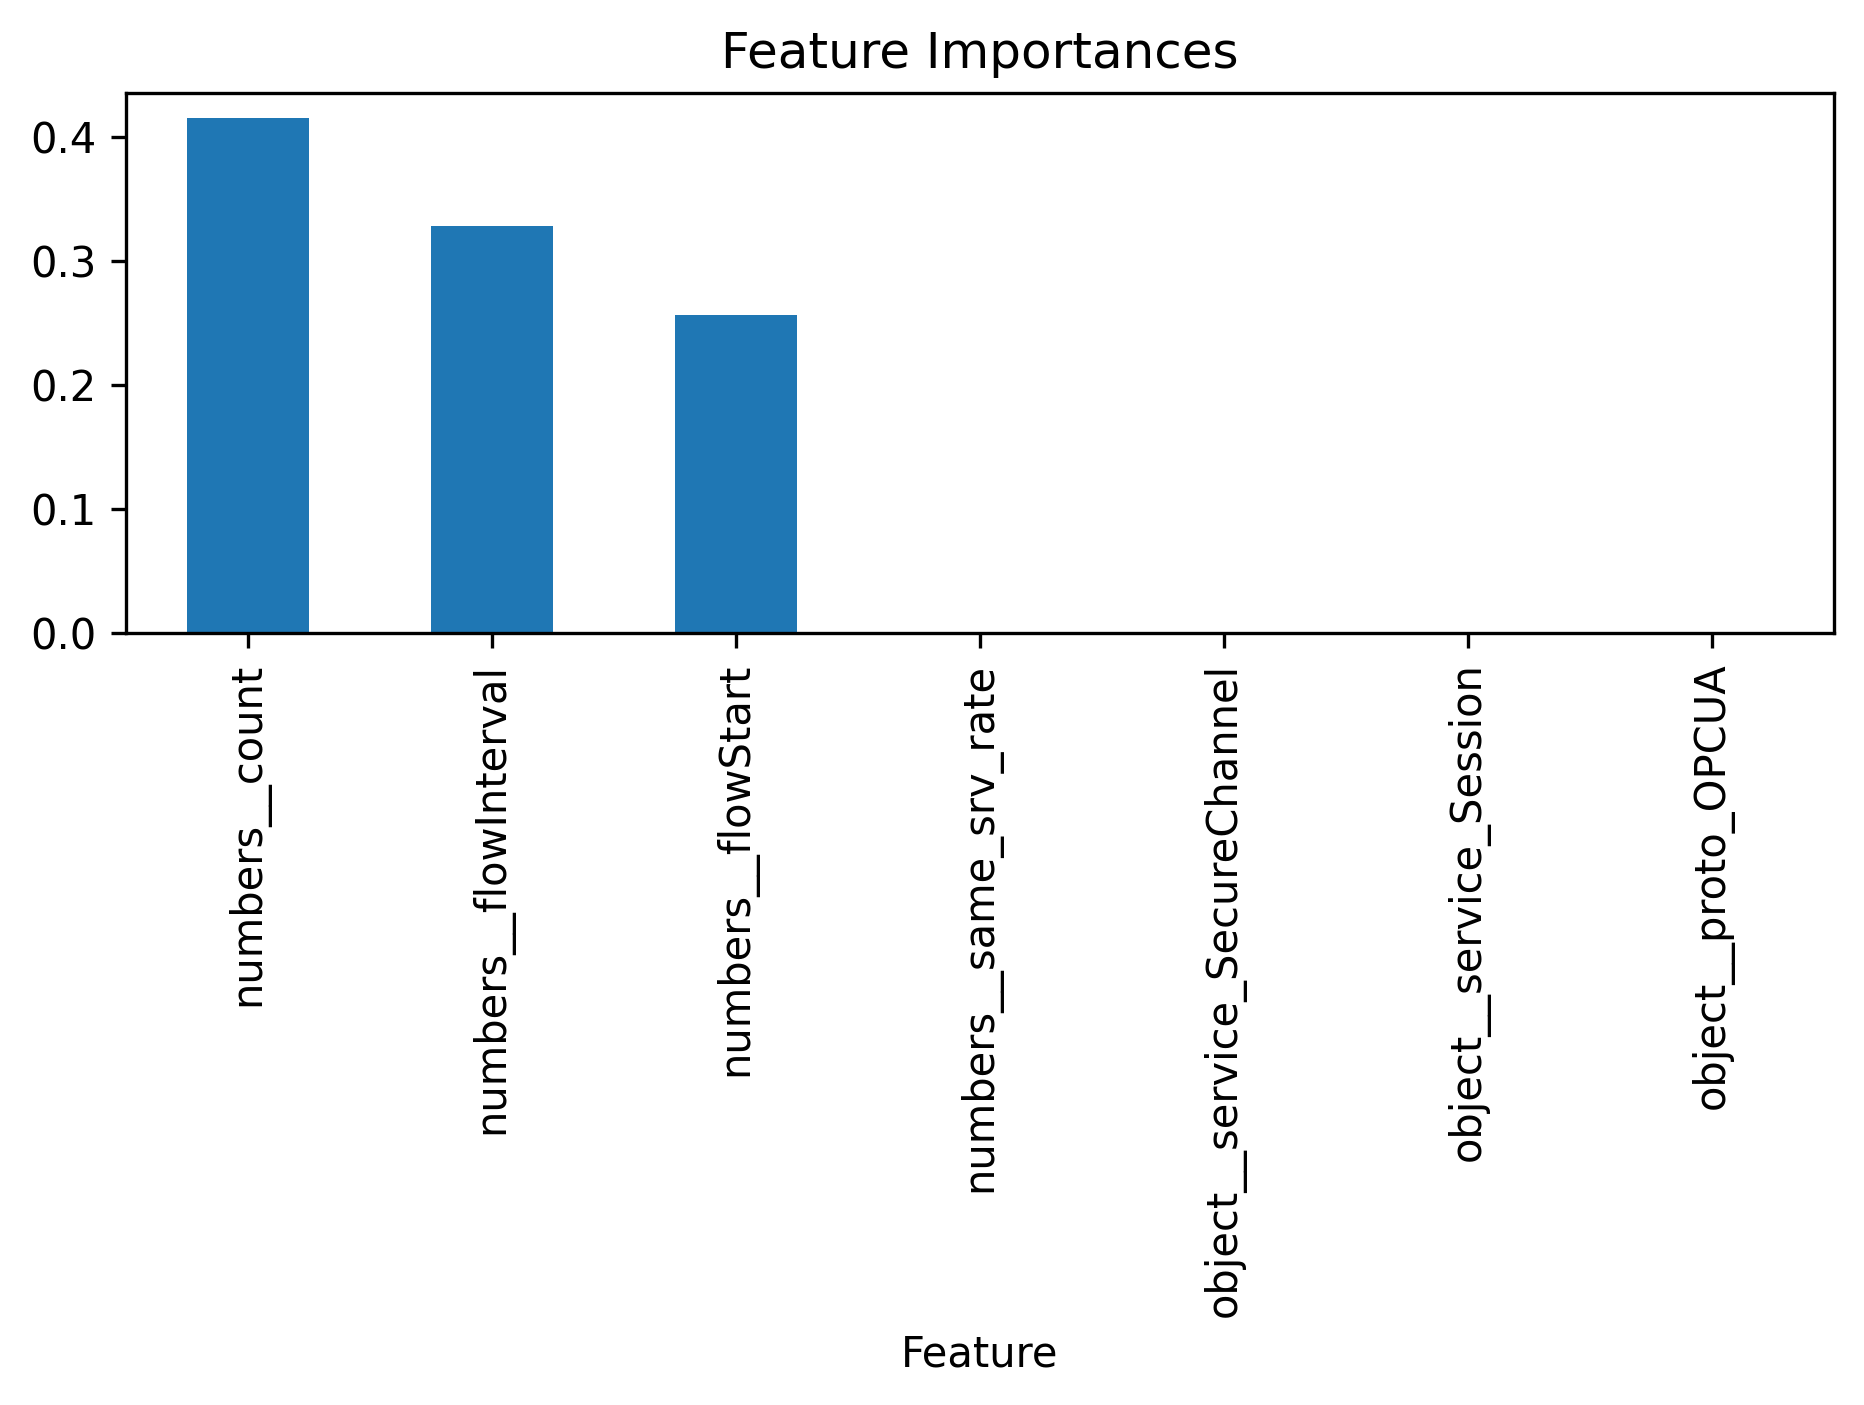 Feature Importances
0.4
0.3
0.2
0.1
0.0
numbers__count
numbers__flowInterval
numbers__flowStart
numbers__same_srv_rate
object__service_SecureChannel
object__service_Session
object__proto_OPCUA
Feature